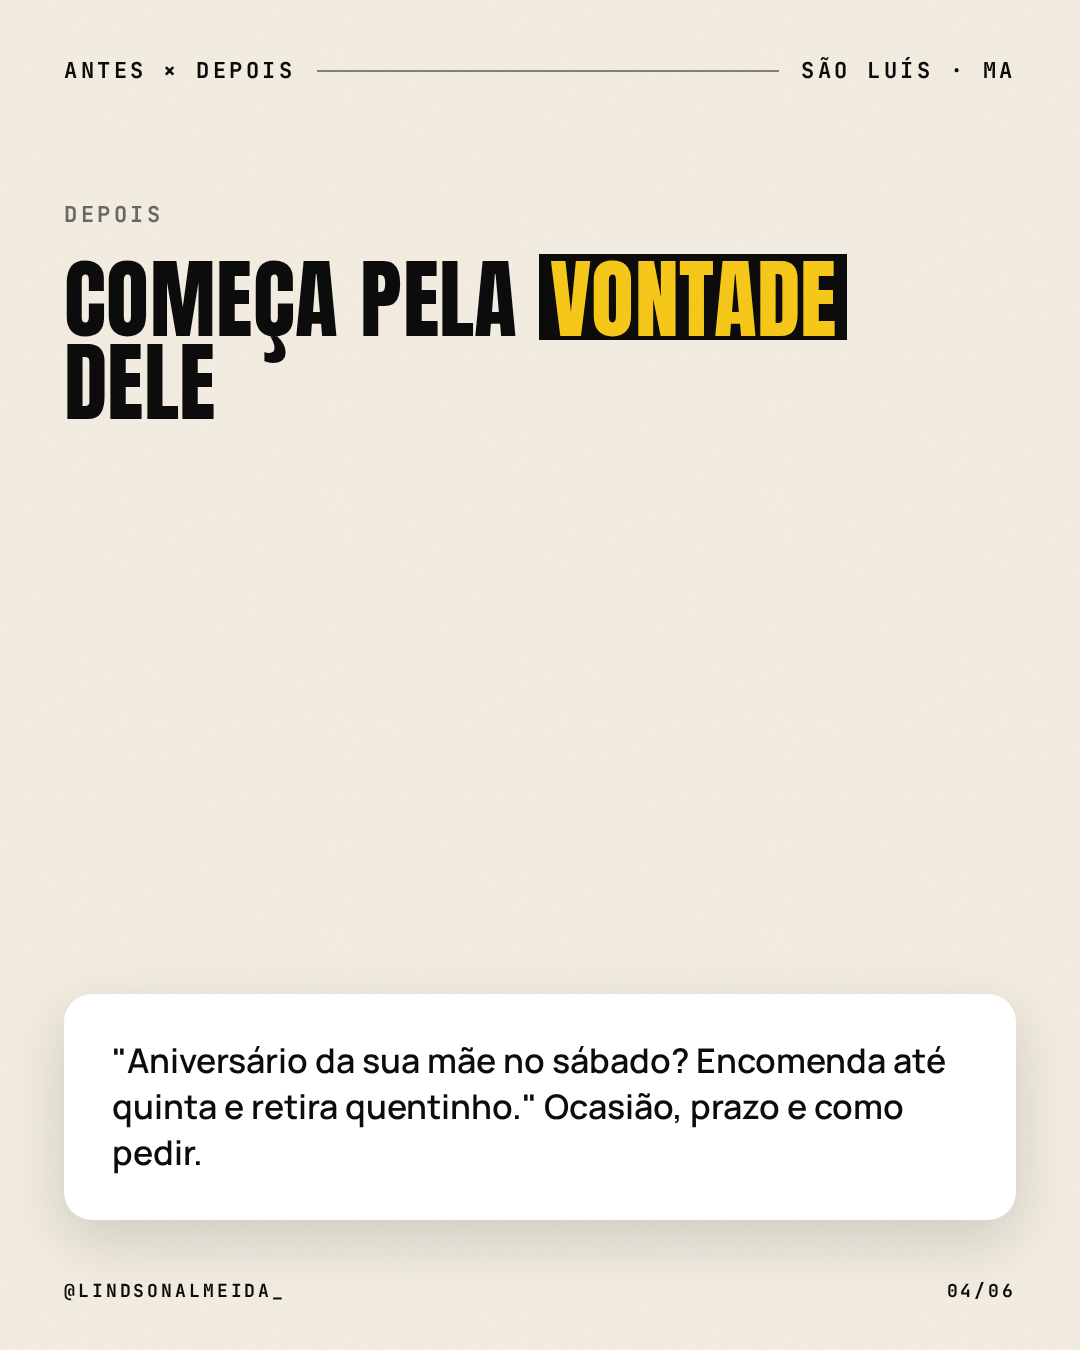 ANTES × DEPOIS
SÃO LUÍS · MA
DEPOIS
COMEÇA PELA VONTADE
DELE
"Aniversário da sua mãe no sábado? Encomenda até
quinta e retira quentinho." Ocasião, prazo e como
pedir.
@LINDSONALMEIDA_
04/06